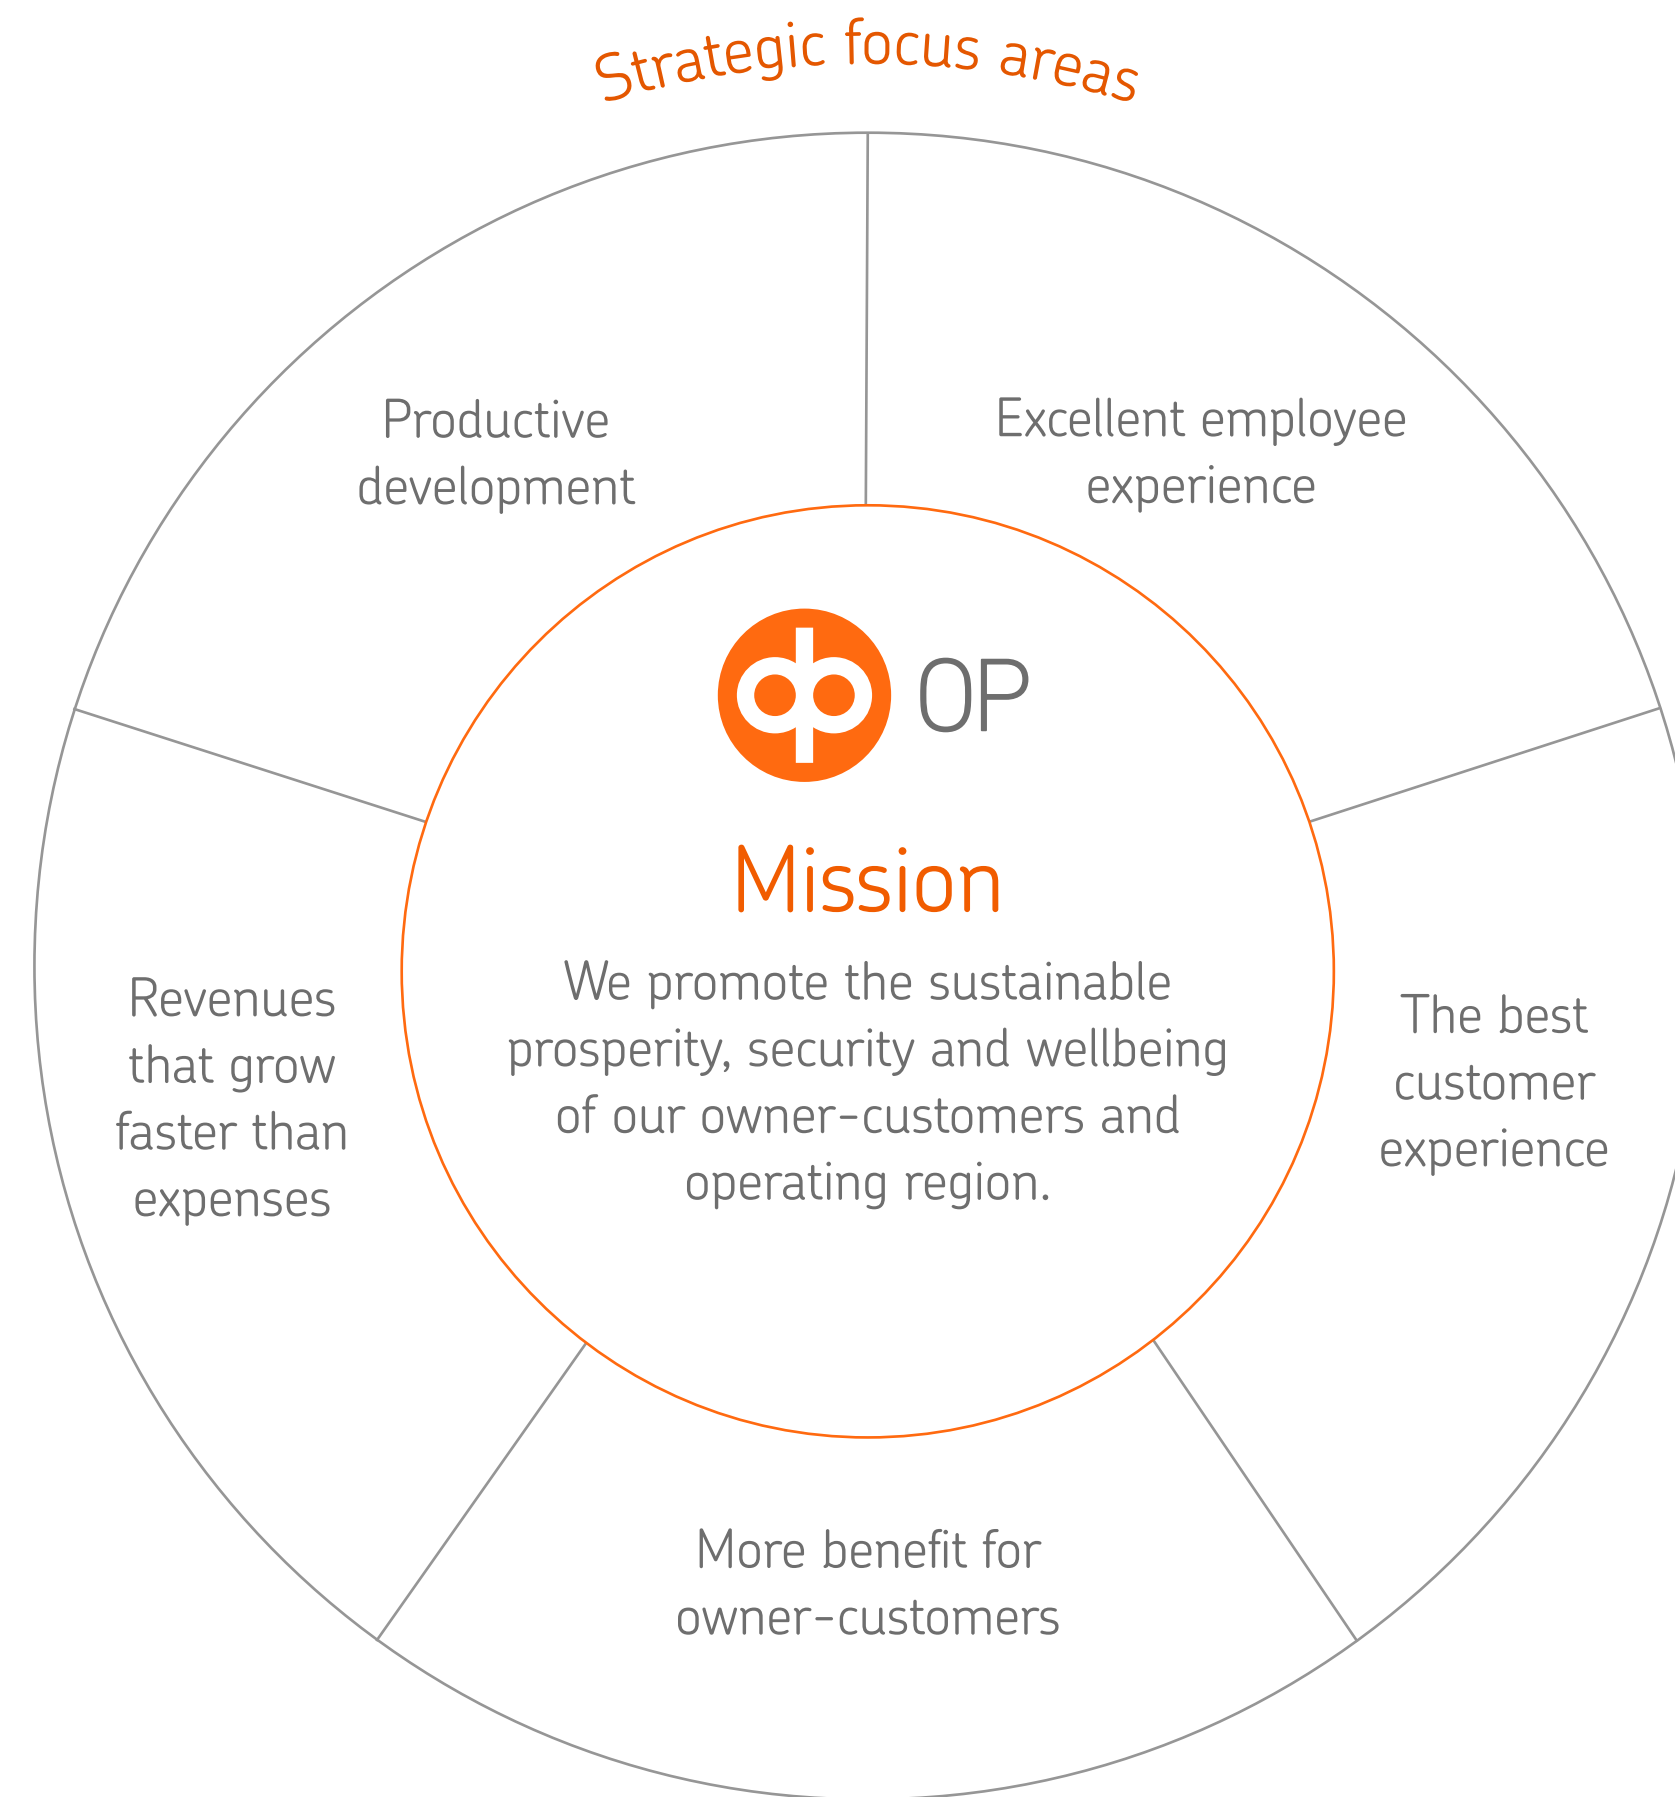 Strategic focus areas
Productive
development
Excellent employee
experience
OP
Mission
We promote the sustainable
prosperity, security and wellbeing
of our owner-customers and
operating region.
Revenues
that grow
faster than
expenses
The best
customer
experience
More benefit for
owner-customers